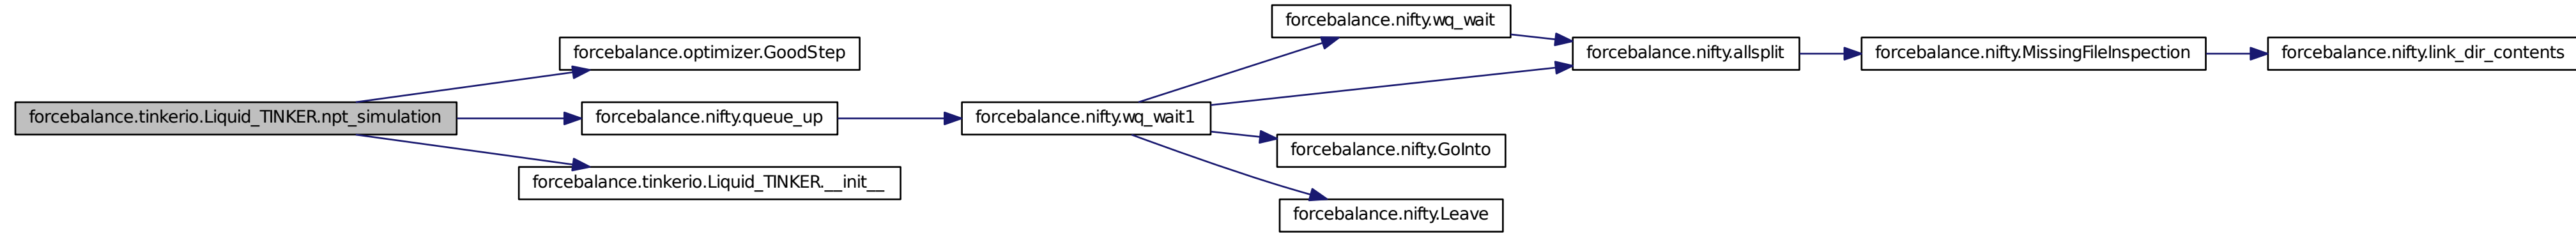 forcebalance.tinkerio.Liquid_TINKER.npt_simulation
forcebalance.optimizer.GoodStep
forcebalance.nifty.queue_up
forcebalance.tinkerio.Liquid_TINKER.__init__
forcebalance.nifty.wq_wait1
forcebalance.nifty.wq_wait
forcebalance.nifty.allsplit
forcebalance.nifty.GoInto
forcebalance.nifty.Leave
forcebalance.nifty.MissingFileInspection
forcebalance.nifty.link_dir_contents